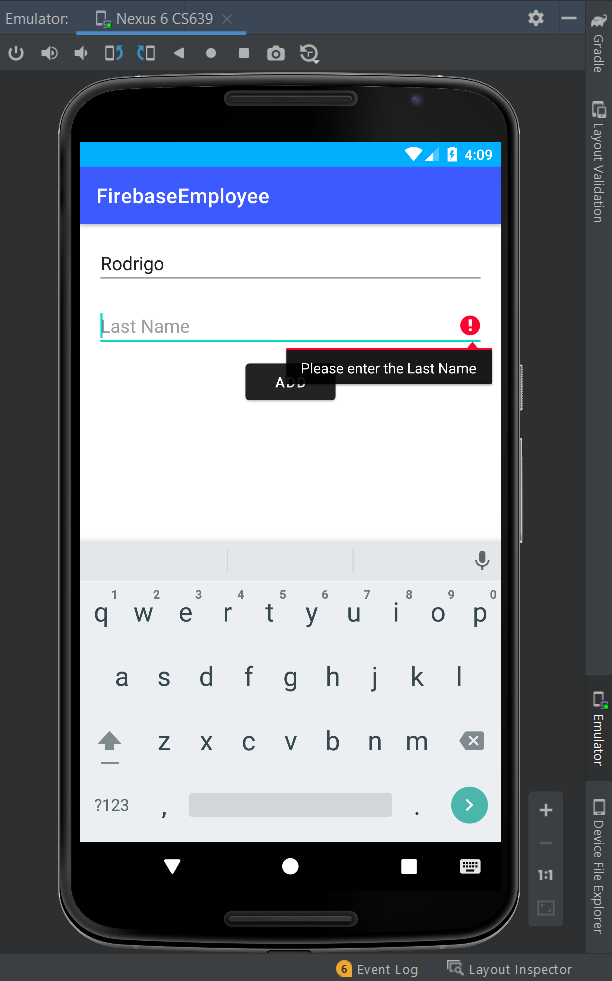 Emulator: Nexus 6 CS639
Gradle
Layout Validation
4:09
FirebaseEmployee
Rodrigo
Last Name
Please enter the Last Name
ADD
1 2 3 4 5 6 7 8 9 0
q w e r t y u i o p
a s d f g h j k l
z x c v b n m
?123 , .
1:1
Emulator
Device File Explorer
6 Event Log Layout Inspector